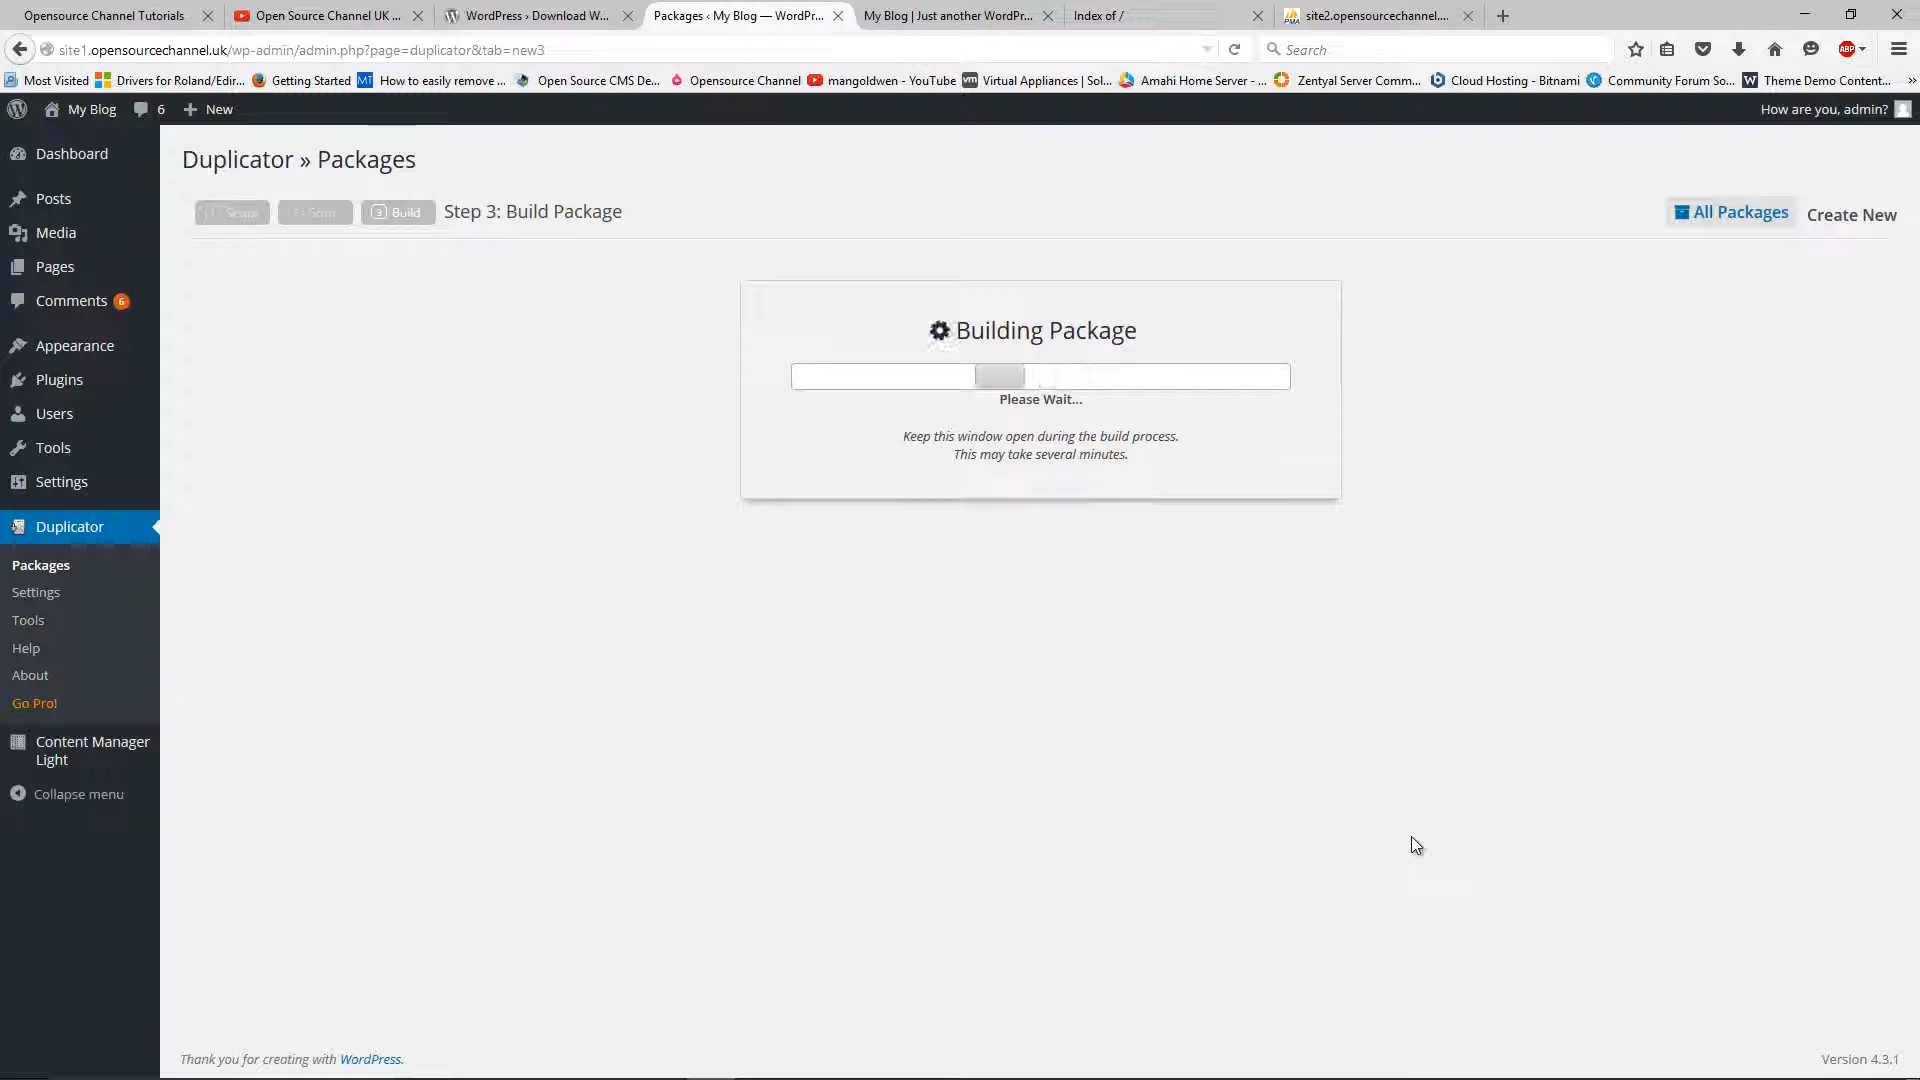 Opensource Channel Tutorials
Open Source Channel UK ...
WordPress › Download W...
Packages ‹ My Blog — WordPr...
My Blog | Just another WordPr...
Index of /
site2.opensourcechannel....
site1.opensourcechannel.uk/wp-admin/admin.php?page=duplicator&tab=new3
Search
ABP
Most Visited
Drivers for Roland/Edir...
Getting Started
MT How to easily remove ...
Open Source CMS De...
Opensource Channel
mangoldwen - YouTube
vm Virtual Appliances | Sol...
Amahi Home Server - ...
Zentyal Server Comm...
Cloud Hosting - Bitnami
Community Forum So...
W Theme Demo Content...
My Blog
6
+ New
How are you, admin?
Dashboard
Posts
Media
Pages
Comments 6
Appearance
Plugins
Users
Tools
Settings
Duplicator
Packages
Settings
Tools
Help
About
Go Pro!
Content Manager
Light
Collapse menu
Duplicator » Packages
3 Build
Step 3: Build Package
All Packages
Create New
Building Package
Please Wait...
Keep this window open during the build process.
This may take several minutes.
Thank you for creating with WordPress.
Version 4.3.1